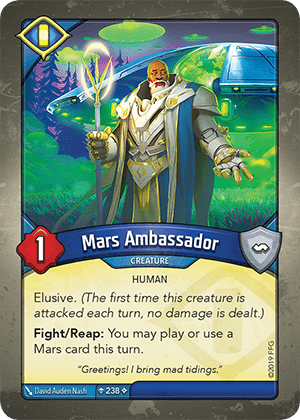 Mars Ambassador
1
CREATURE
HUMAN
Elusive. (The first time this creature is
attacked each turn, no damage is dealt.)
Fight/Reap: You may play or use a
Mars card this turn.
“Greetings! I bring mad tidings.”
David Auden Nash
238
©2019 FFG